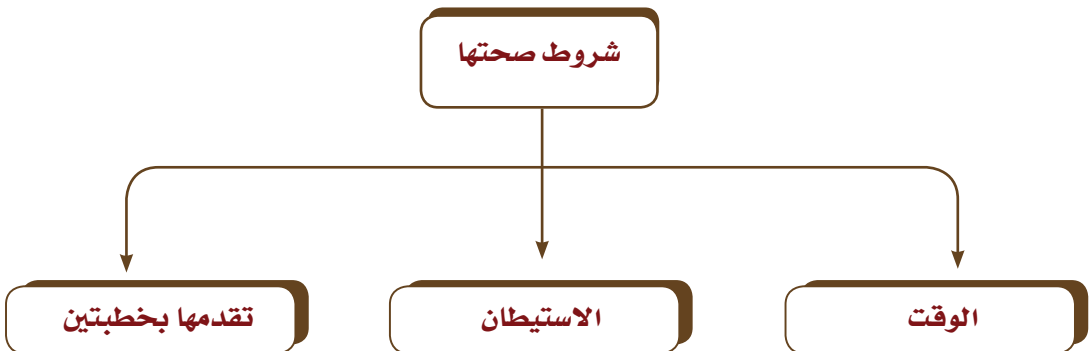 شروط صحتها
الوقت
الاستيطان
تقدمها بخطبتين